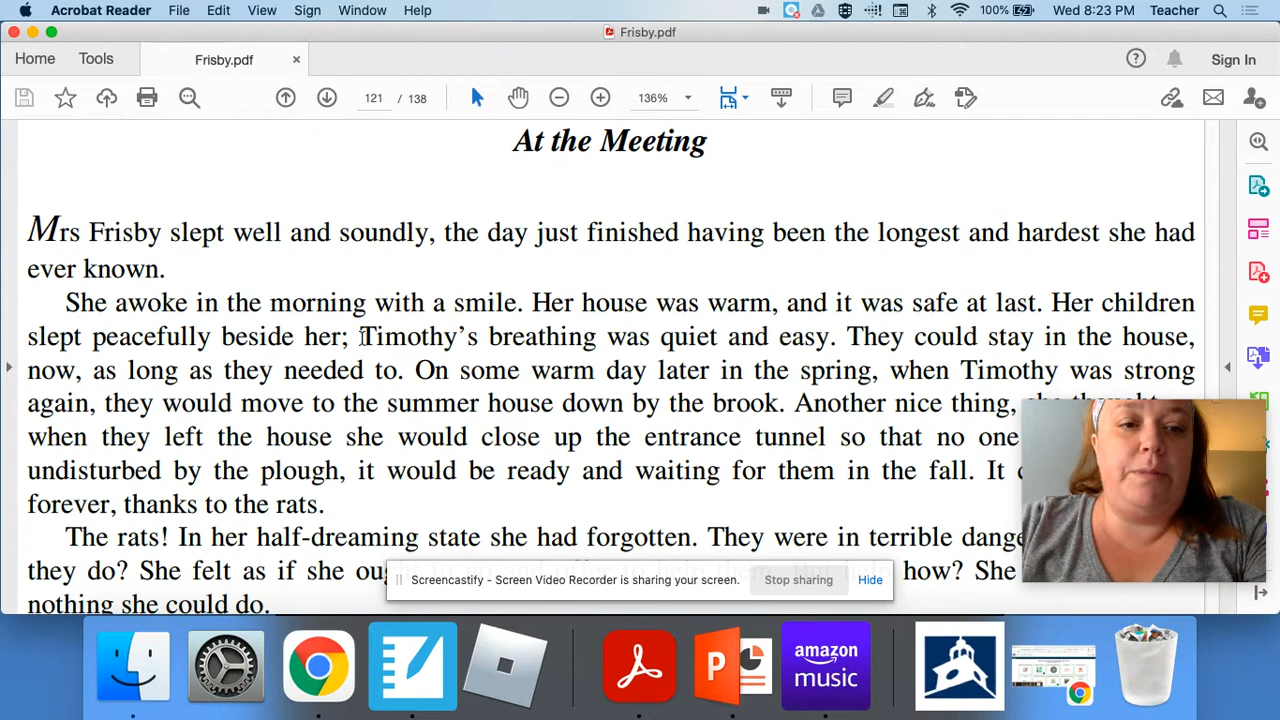 Acrobat Reader File Edit View Sign Window Help 100% Wed 8:23 PM Teacher
Frisby.pdf
Home Tools Frisby.pdf × Sign In
121 / 138 136%
At the Meeting
Mrs Frisby slept well and soundly, the day just finished having been the longest and hardest she had
ever known.
She awoke in the morning with a smile. Her house was warm, and it was safe at last. Her children
slept peacefully beside her; Timothy’s breathing was quiet and easy. They could stay in the house,
now, as long as they needed to. On some warm day later in the spring, when Timothy was strong
again, they would move to the summer house down by the brook. Another nice thing, she thought
when they left the house she would close up the entrance tunnel so that no one
undisturbed by the plough, it would be ready and waiting for them in the fall. It
forever, thanks to the rats.
The rats! In her half-dreaming state she had forgotten. They were in terrible
they do? She felt as if she how? She
nothing she could do.
Screencastify - Screen Video Recorder is sharing your screen. Stop sharing Hide
P amazon
music